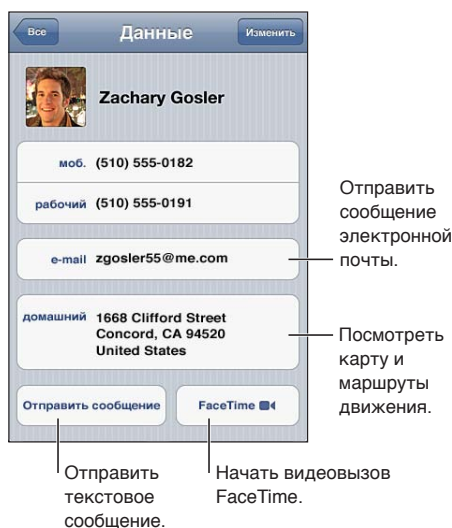 Все Данные Изменить
Zachary Gosler
моб. (510) 555-0182
рабочий (510) 555-0191
e-mail zgosler55@me.com
домашний 1668 Clifford Street
Concord, CA 94520
United States
Отправить сообщение FaceTime
Отправить
сообщение
электронной
почты.
Посмотреть
карту и
маршруты
движения.
Отправить
текстовое
сообщение.
Начать видеовызов
FaceTime.